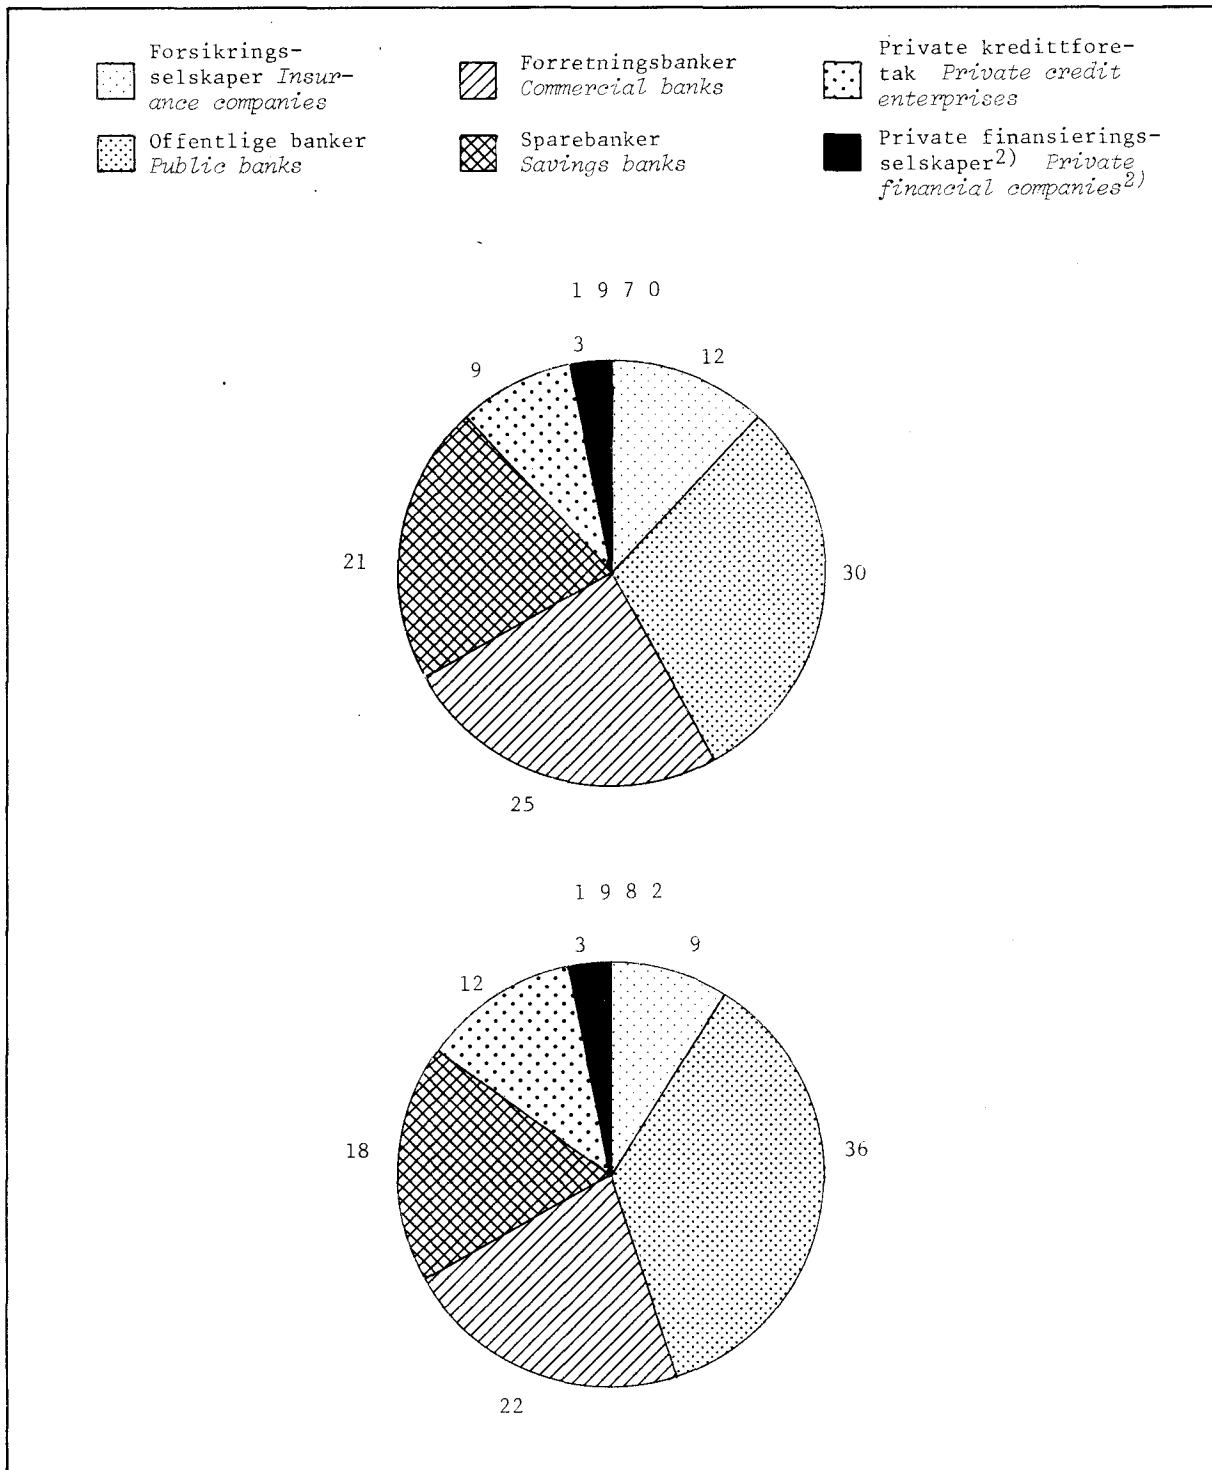 Forsikrings-
selskaper Insur-
ance companies
Offentlige banker
Public banks
Forretningsbanker
Commercial banks
Sparebanker
Savings banks
Private kredittfore-
tak Private credit
enterprises
Private finansierings-
selskaper2) Private
financial companies2)
1 9 7 0
3
12
9
21
30
25
1 9 8 2
3
9
12
18
36
22